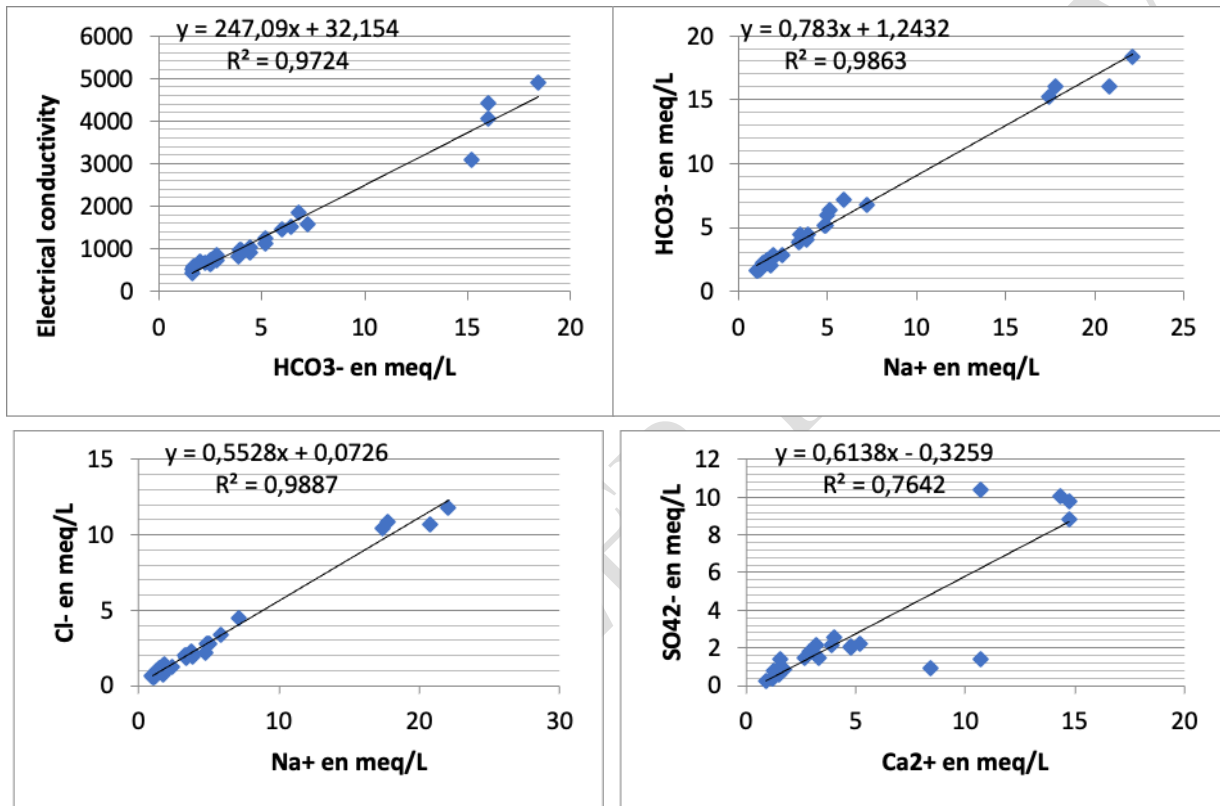 y = 247,09x + 32,154
R² = 0,9724
6000
5000
4000
3000
2000
1000
0
0 5 10 15 20
Electrical conductivity
HCO3- en meq/L
y = 0,783x + 1,2432
R² = 0,9863
20
15
10
5
0
0 5 10 15 20 25
HCO3- en meq/L
Na+ en meq/L
y = 0,5528x + 0,0726
R² = 0,9887
15
10
5
0
0 10 20 30
Cl- en meq/L
Na+ en meq/L
y = 0,6138x - 0,3259
R² = 0,7642
12
10
8
6
4
2
0
0 5 10 15 20
SO42- en meq/L
Ca2+ en meq/L